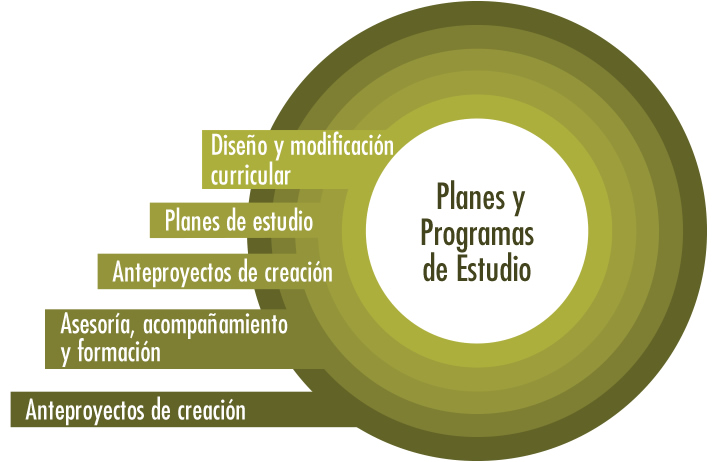 Diseño y modificación
curricular
Planes de estudio
Anteproyectos de creación
Asesoría, acompañamiento
y formación
Anteproyectos de creación
Planes y
Programas
de Estudio